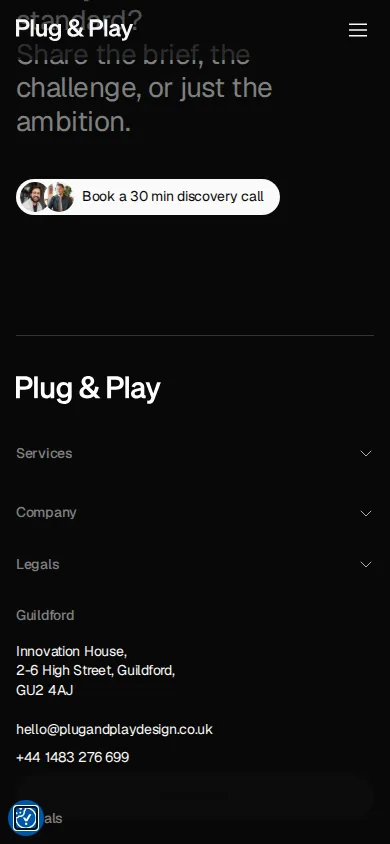 standard?
Plug & Play
Share the brief, the
challenge, or just the
ambition.
Book a 30 min discovery call
Plug & Play
Services
Company
Legals
Guildford
Innovation House,
2-6 High Street, Guildford,
GU2 4AJ
hello@plugandplaydesign.co.uk
+44 1483 276 699
als